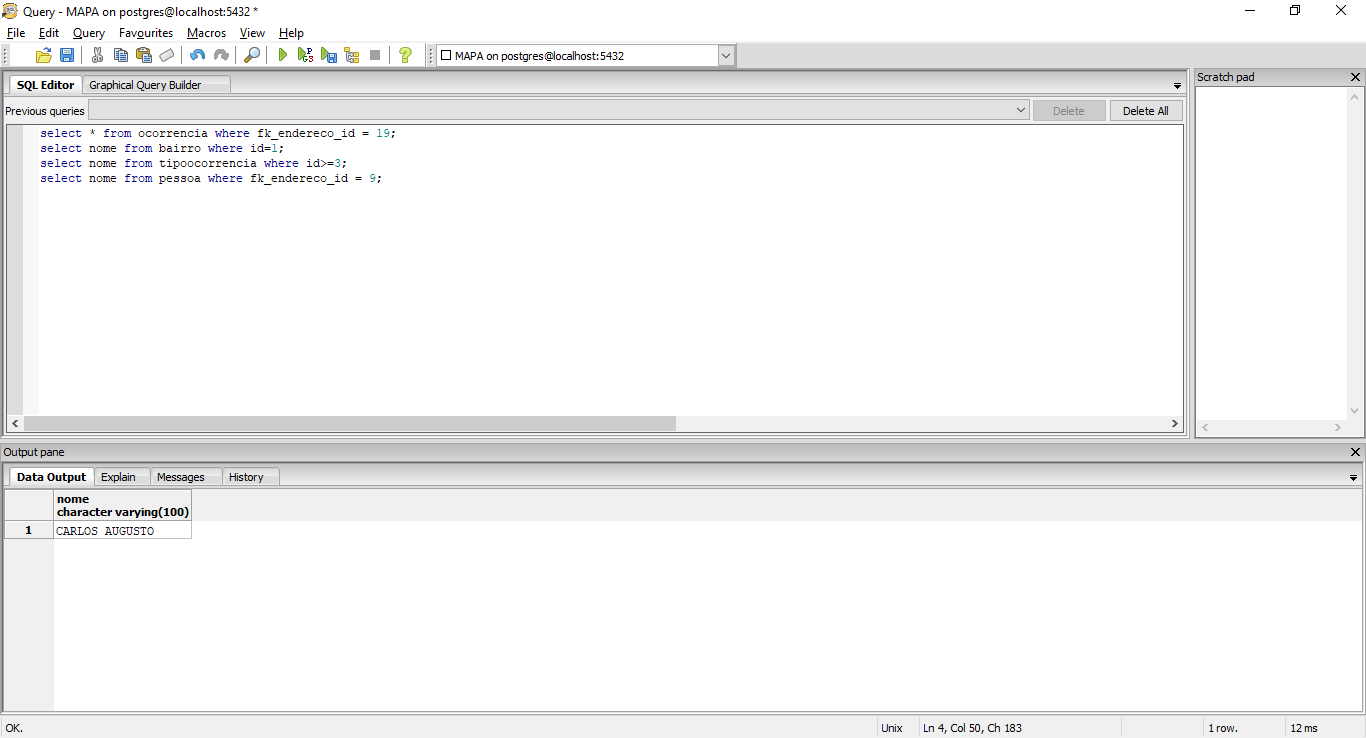 Query - MAPA on postgres@localhost:5432 *
File Edit Query Favourites Macros View Help
MAPA on postgres@localhost:5432
SQL Editor Graphical Query Builder
Previous queries Delete Delete All
select * from ocorrencia where fk_endereco_id = 19;
select nome from bairro where id=1;
select nome from tipoocorrencia where id>=3;
select nome from pessoa where fk_endereco_id = 9;
Scratch pad
Output pane
Data Output Explain Messages History
nome
character varying(100)
1 CARLOS AUGUSTO
OK. Unix Ln 4, Col 50, Ch 183 1 row. 12 ms